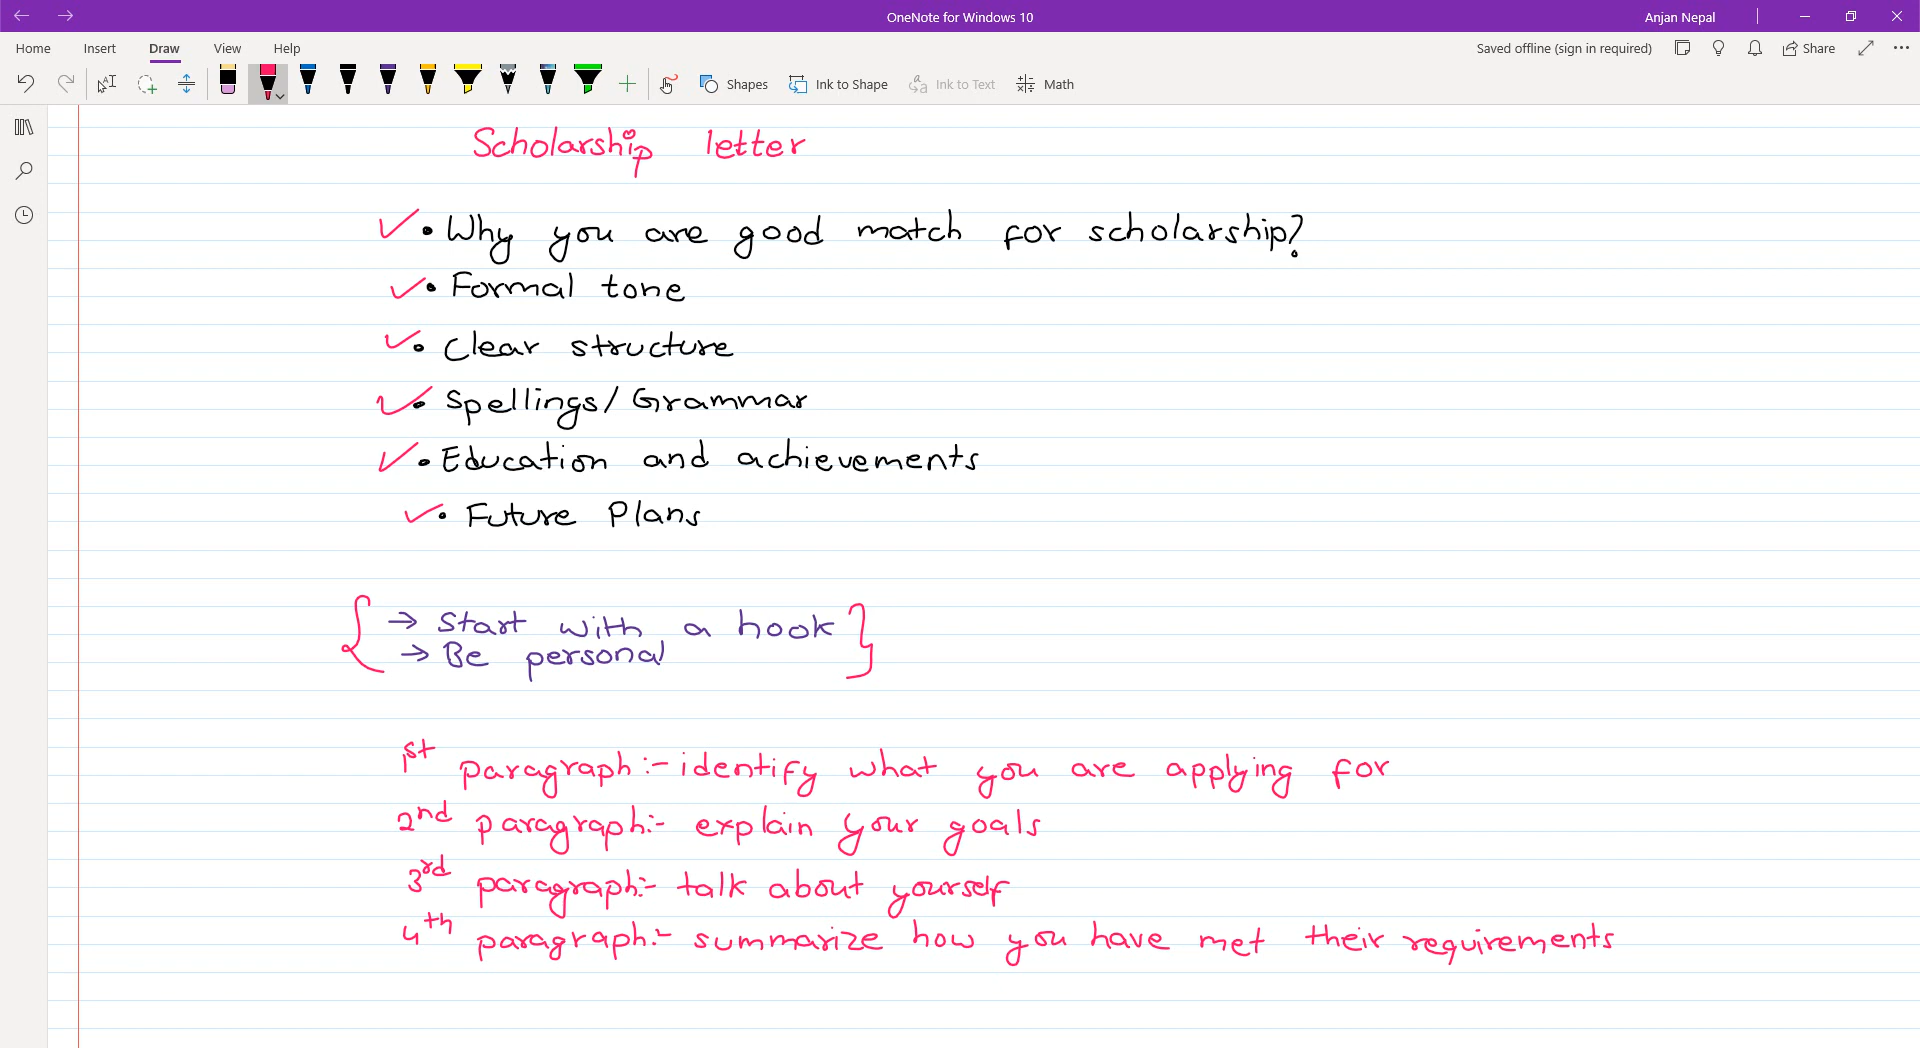 OneNote for Windows 10
Anjan Nepal
Home Insert Draw View Help
Saved offline (sign in required)
Share
Shapes
Ink to Shape
Ink to Text
Math
Scholarship letter
• Why you are good match for scholarship?
• Formal tone
• Clear structure
• Spellings/Grammar
• Education and achievements
• Future Plans
{ → Start with a hook }
→ Be personal
1st paragraph:- identify what you are applying for
2nd paragraph:- explain your goals
3rd paragraph:- talk about yourself
4th paragraph:- summarize how you have met their requirements